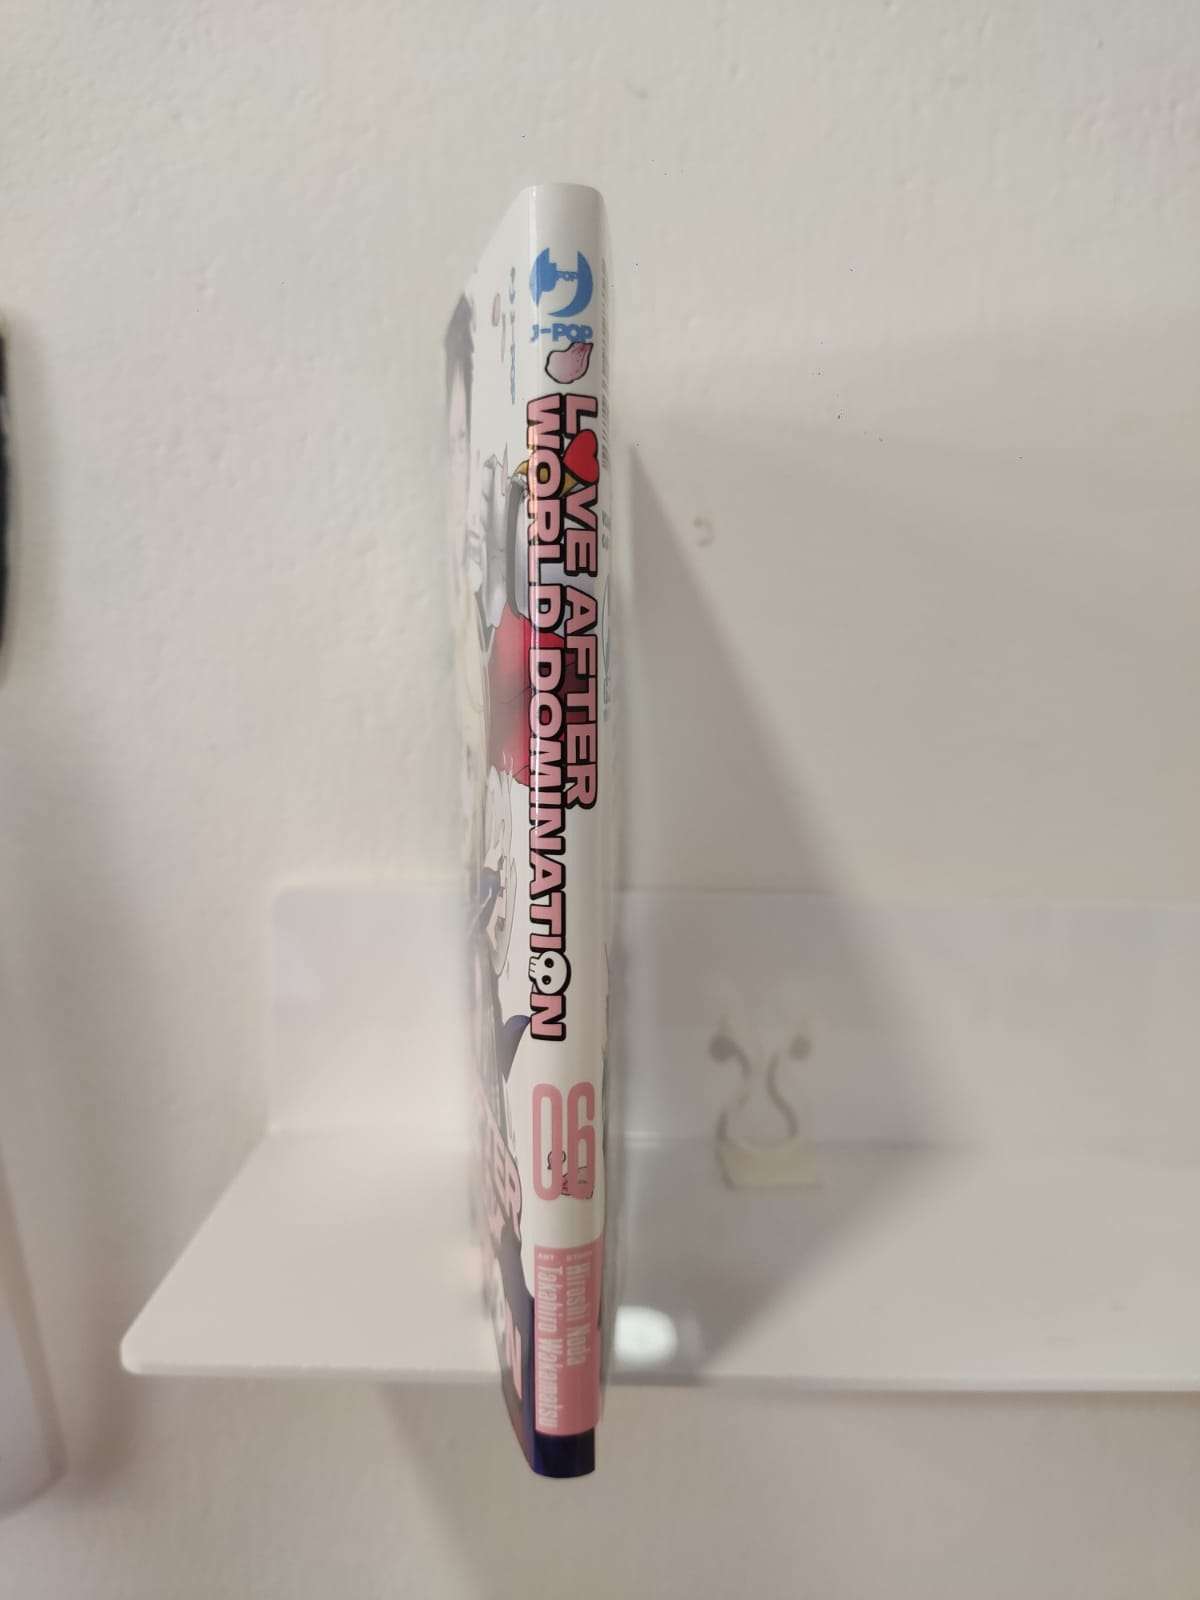 J-POP
LOVE AFTER
WORLD DOMINATION
06
STORY Hiroshi Noda
ART Takahiro Wakamatsu